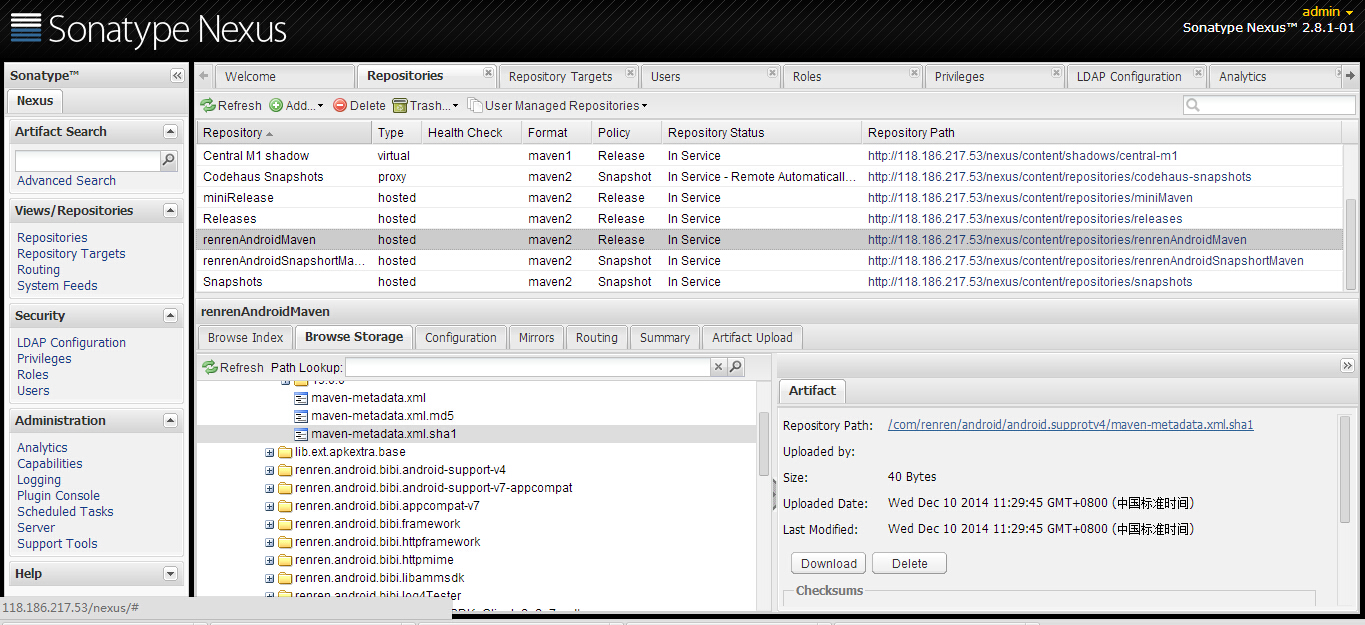 Sonatype Nexus
admin
Sonatype Nexus™ 2.8.1-01
Sonatype™
Nexus
Artifact Search
Advanced Search
Views/Repositories
Repositories
Repository Targets
Routing
System Feeds
Security
LDAP Configuration
Privileges
Roles
Users
Administration
Analytics
Capabilities
Logging
Plugin Console
Scheduled Tasks
Server
Support Tools
Help
118.186.217.53/nexus/#
Welcome Repositories Repository Targets Users Roles Privileges LDAP Configuration Analytics
Refresh Add... Delete Trash... User Managed Repositories
Repository Type Health Check Format Policy Repository Status Repository Path
Central M1 shadow virtual maven1 Release In Service http://118.186.217.53/nexus/content/shadows/central-m1
Codehaus Snapshots proxy maven2 Snapshot In Service - Remote Automaticall... http://118.186.217.53/nexus/content/repositories/codehaus-snapshots
miniRelease hosted maven2 Release In Service http://118.186.217.53/nexus/content/repositories/miniMaven
Releases hosted maven2 Release In Service http://118.186.217.53/nexus/content/repositories/releases
renrenAndroidMaven hosted maven2 Release In Service http://118.186.217.53/nexus/content/repositories/renrenAndroidMaven
renrenAndroidSnapshortMa... hosted maven2 Snapshot In Service http://118.186.217.53/nexus/content/repositories/renrenAndroidSnapshortMaven
Snapshots hosted maven2 Snapshot In Service http://118.186.217.53/nexus/content/repositories/snapshots
renrenAndroidMaven
Browse Index Browse Storage Configuration Mirrors Routing Summary Artifact Upload
Refresh Path Lookup:
maven-metadata.xml
maven-metadata.xml.md5
maven-metadata.xml.sha1
lib.ext.apkextra.base
renren.android.bibi.android-support-v4
renren.android.bibi.android-support-v7-appcompat
renren.android.bibi.appcompat-v7
renren.android.bibi.framework
renren.android.bibi.httpframework
renren.android.bibi.httpmime
renren.android.bibi.libammsdk
renren.android.bibi.log4Tester
Artifact
Repository Path: /com/renren/android/android.supprotv4/maven-metadata.xml.sha1
Uploaded by:
Size: 40 Bytes
Uploaded Date: Wed Dec 10 2014 11:29:45 GMT+0800 (中国标准时间)
Last Modified: Wed Dec 10 2014 11:29:45 GMT+0800 (中国标准时间)
Download Delete
Checksums